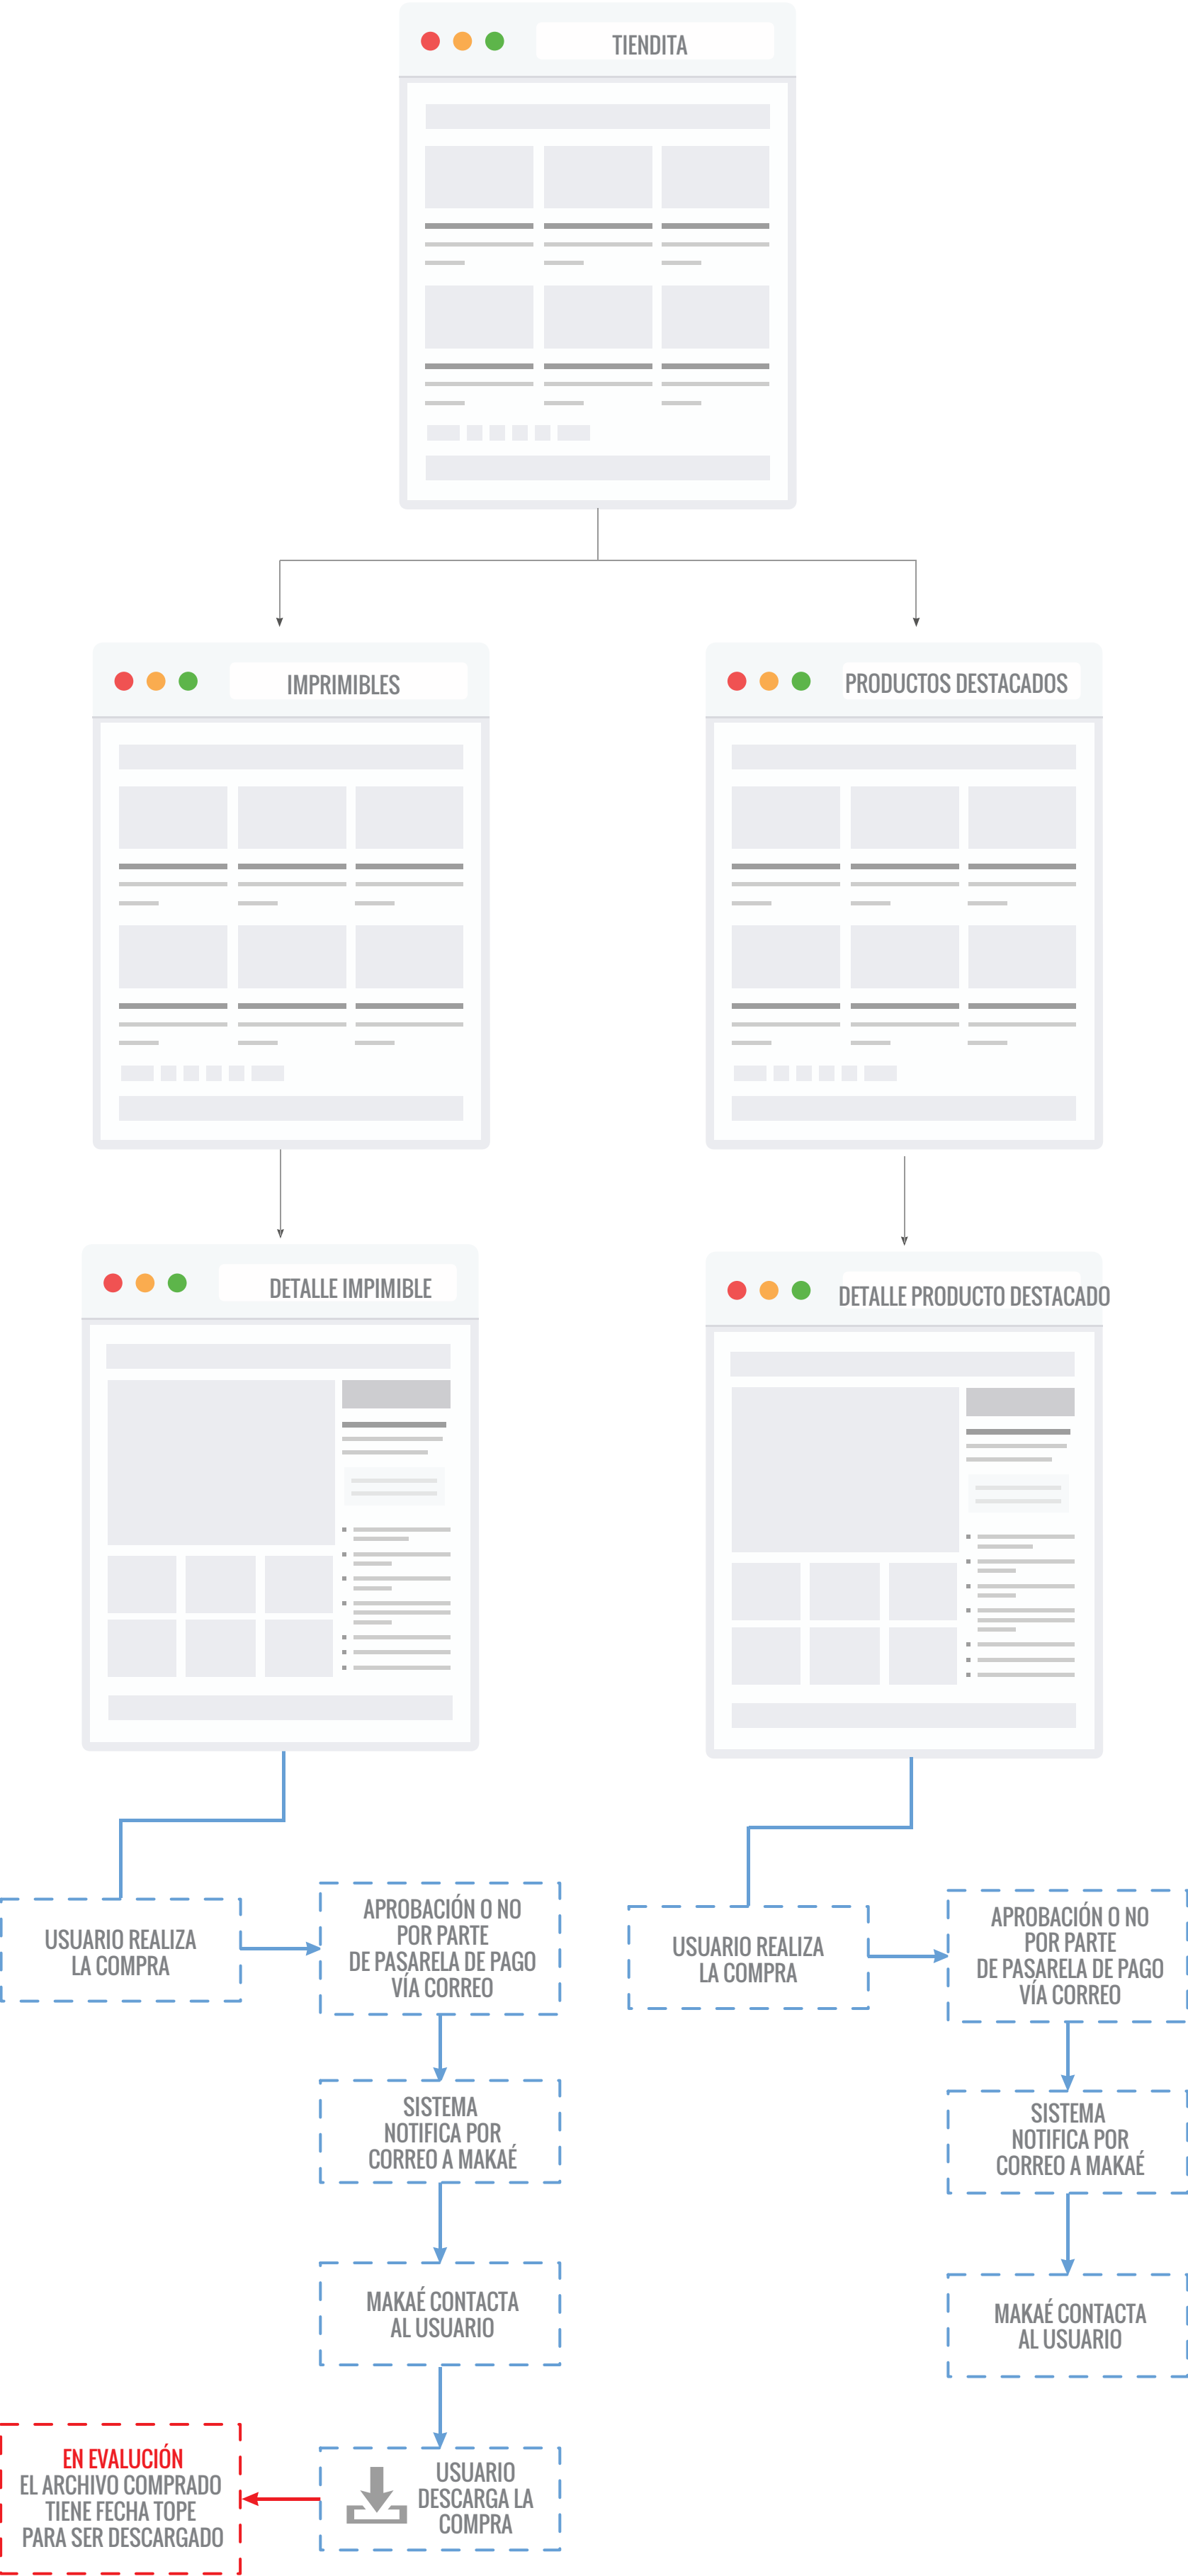 TIENDITA
IMPRIMIBLES
PRODUCTOS DESTACADOS
DETALLE IMPIMIBLE
DETALLE PRODUCTO DESTACADO
USUARIO REALIZA
LA COMPRA
APROBACIÓN O NO
POR PARTE
DE PASARELA DE PAGO
VÍA CORREO
SISTEMA
NOTIFICA POR
CORREO A MAKAÉ
MAKAÉ CONTACTA
AL USUARIO
USUARIO
DESCARGA LA
COMPRA
EN EVALUCIÓN
EL ARCHIVO COMPRADO
TIENE FECHA TOPE
PARA SER DESCARGADO
USUARIO REALIZA
LA COMPRA
APROBACIÓN O NO
POR PARTE
DE PASARELA DE PAGO
VÍA CORREO
SISTEMA
NOTIFICA POR
CORREO A MAKAÉ
MAKAÉ CONTACTA
AL USUARIO